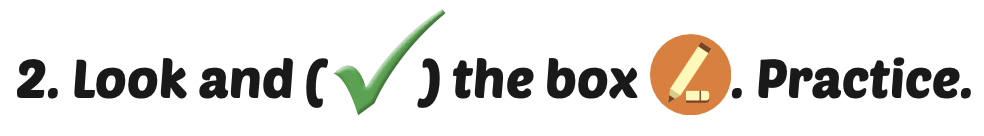 2. Look and (✓) the box. Practice.